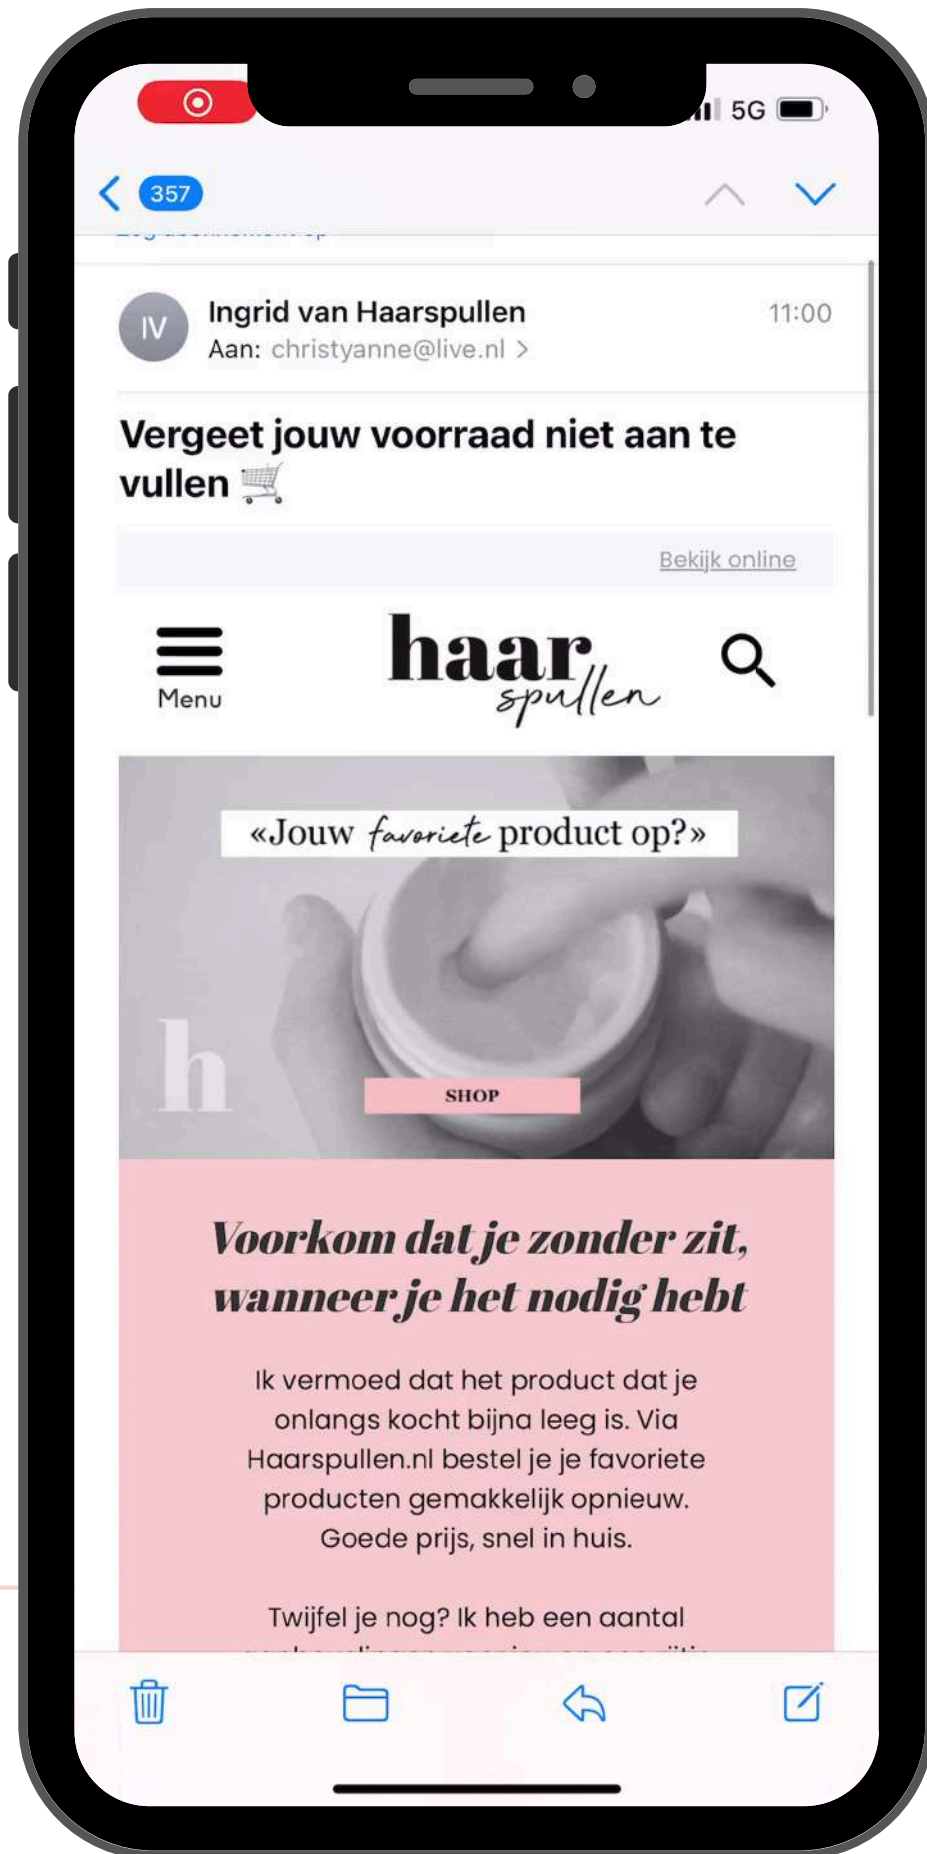 5G
357
IV
Ingrid van Haarspullen
11:00
Aan: christyanne@live.nl >
Vergeet jouw voorraad niet aan te
vullen 🛒
Bekijk online
Menu
haar
spullen
«Jouw favoriete product op?»
h
SHOP
Voorkom dat je zonder zit,
wanneer je het nodig hebt
Ik vermoed dat het product dat je
onlangs kocht bijna leeg is. Via
Haarspullen.nl bestel je je favoriete
producten gemakkelijk opnieuw.
Goede prijs, snel in huis.
Twijfel je nog? Ik heb een aantal